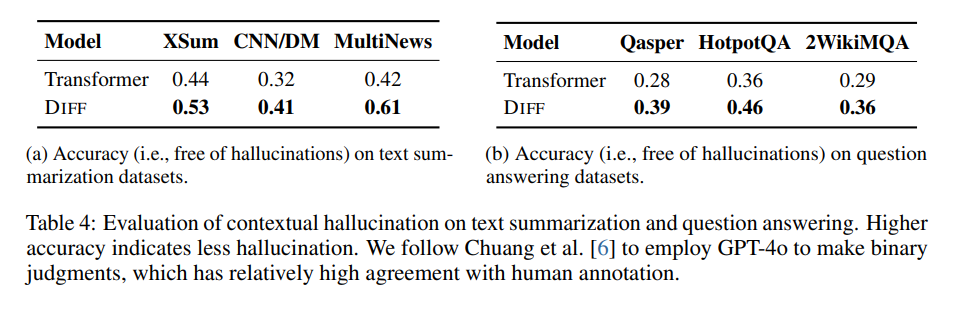 Model XSum CNN/DM MultiNews
Transformer 0.44 0.32 0.42
DIFF 0.53 0.41 0.61
(a) Accuracy (i.e., free of hallucinations) on text sum-
marization datasets.
Model Qasper HotpotQA 2WikiMQA
Transformer 0.28 0.36 0.29
DIFF 0.39 0.46 0.36
(b) Accuracy (i.e., free of hallucinations) on question
answering datasets.
Table 4: Evaluation of contextual hallucination on text summarization and question answering. Higher
accuracy indicates less hallucination. We follow Chuang et al. [6] to employ GPT-4o to make binary
judgments, which has relatively high agreement with human annotation.